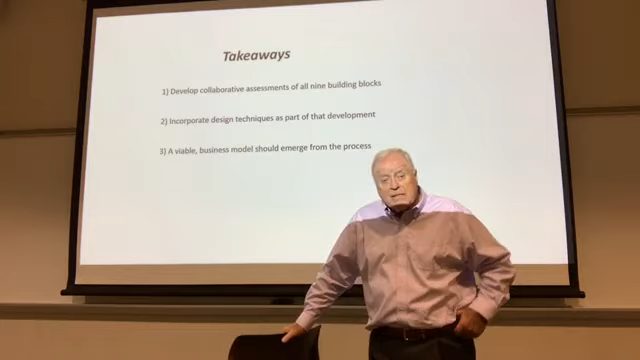 Takeaways
1) Develop collaborative assessments of all nine building blocks
2) Incorporate design techniques as part of that development
3) A viable, business model should emerge from the process